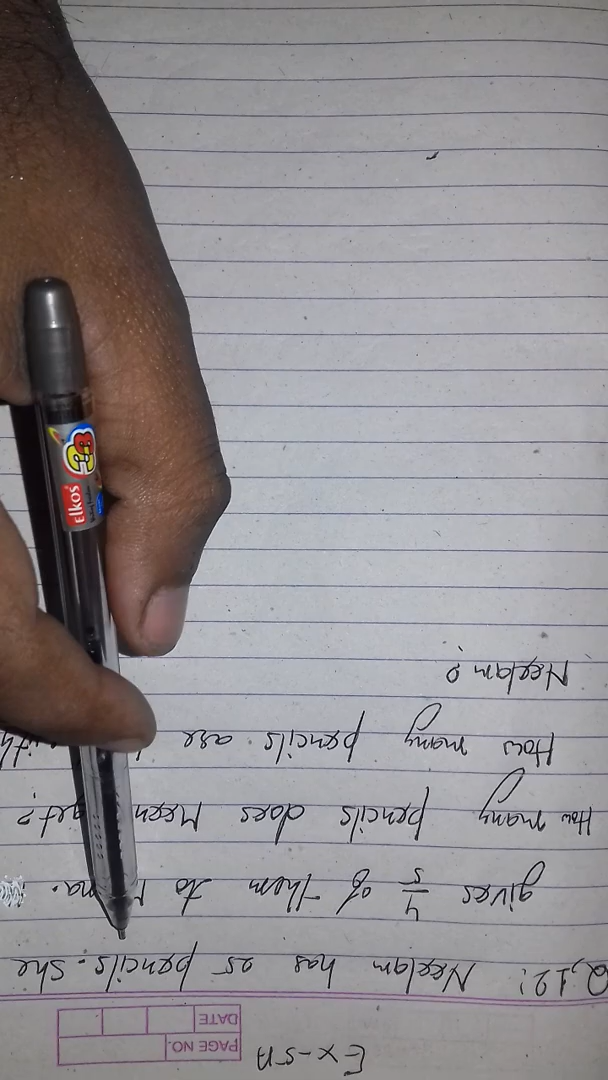 Ex-5A
PAGE NO.
DATE
Q,12: Neelam has 25 pencils. She
gives 4/5 of them to
How many pencils does Meena get?
How many pencils are
Neelam?
Elkos